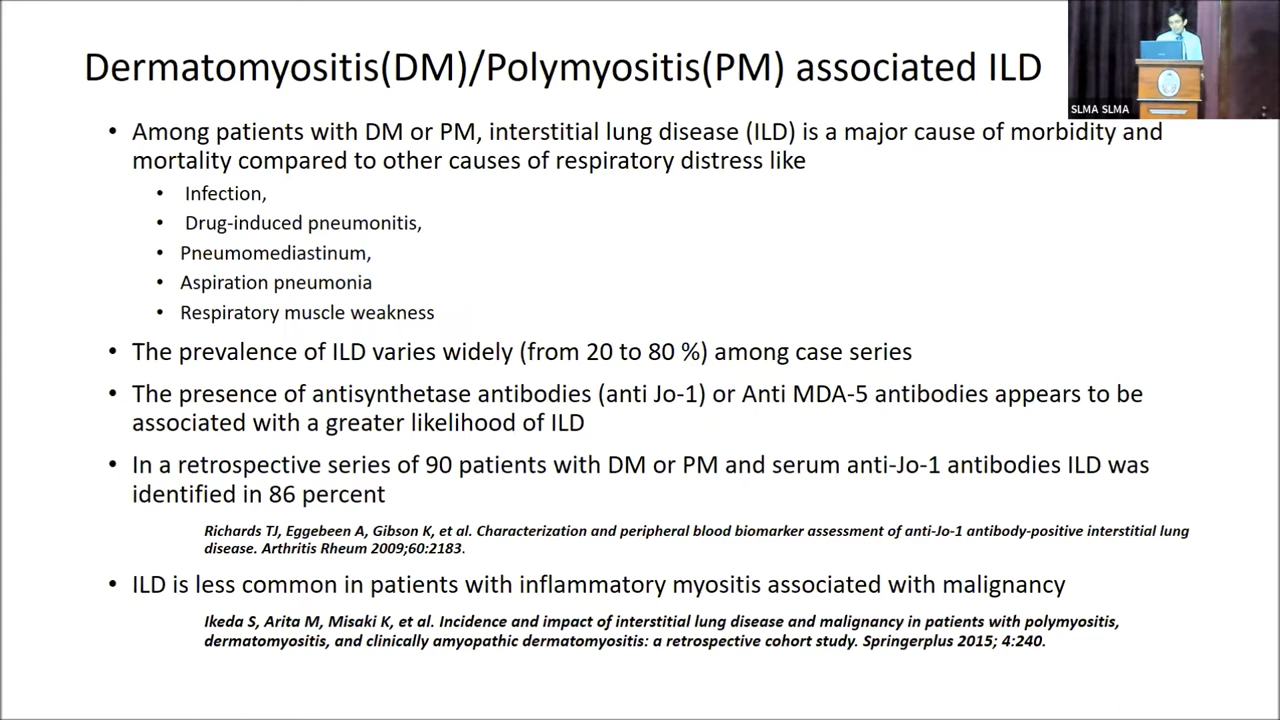 Dermatomyositis(DM)/Polymyositis(PM) associated ILD
SLMA SLMA
• Among patients with DM or PM, interstitial lung disease (ILD) is a major cause of morbidity and
mortality compared to other causes of respiratory distress like
• Infection,
• Drug-induced pneumonitis,
• Pneumomediastinum,
• Aspiration pneumonia
• Respiratory muscle weakness
• The prevalence of ILD varies widely (from 20 to 80 %) among case series
• The presence of antisynthetase antibodies (anti Jo-1) or Anti MDA-5 antibodies appears to be
associated with a greater likelihood of ILD
• In a retrospective series of 90 patients with DM or PM and serum anti-Jo-1 antibodies ILD was
identified in 86 percent
Richards TJ, Eggebeen A, Gibson K, et al. Characterization and peripheral blood biomarker assessment of anti-Jo-1 antibody-positive interstitial lung
disease. Arthritis Rheum 2009;60:2183.
• ILD is less common in patients with inflammatory myositis associated with malignancy
Ikeda S, Arita M, Misaki K, et al. Incidence and impact of interstitial lung disease and malignancy in patients with polymyositis,
dermatomyositis, and clinically amyopathic dermatomyositis: a retrospective cohort study. Springerplus 2015; 4:240.